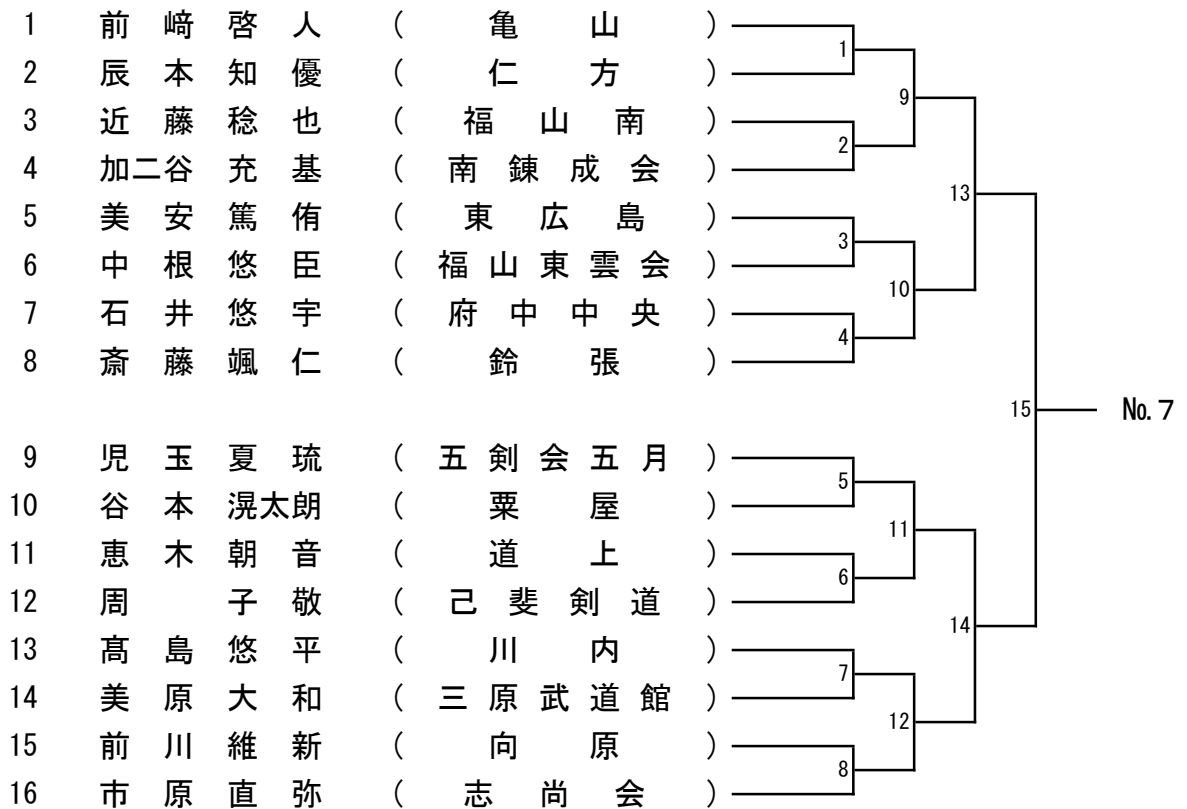 1 前﨑啓人 (亀山)
1
2 辰本知優 (仁方)
9
3 近藤稔也 (福山南)
2
4 加二谷充基 (南錬成会)
13
5 美安篤侑 (東広島)
3
6 中根悠臣 (福山東雲会)
10
7 石井悠宇 (府中中央)
4
8 斎藤颯仁 (鈴張)
15 №.7
9 児玉夏琉 (五剣会五月)
5
10 谷本滉太朗 (粟屋)
11
11 恵木朝音 (道上)
6
12 周子敬 (己斐剣道)
14
13 髙島悠平 (川内)
7
14 美原大和 (三原武道館)
12
15 前川維新 (向原)
8
16 市原直弥 (志尚会)